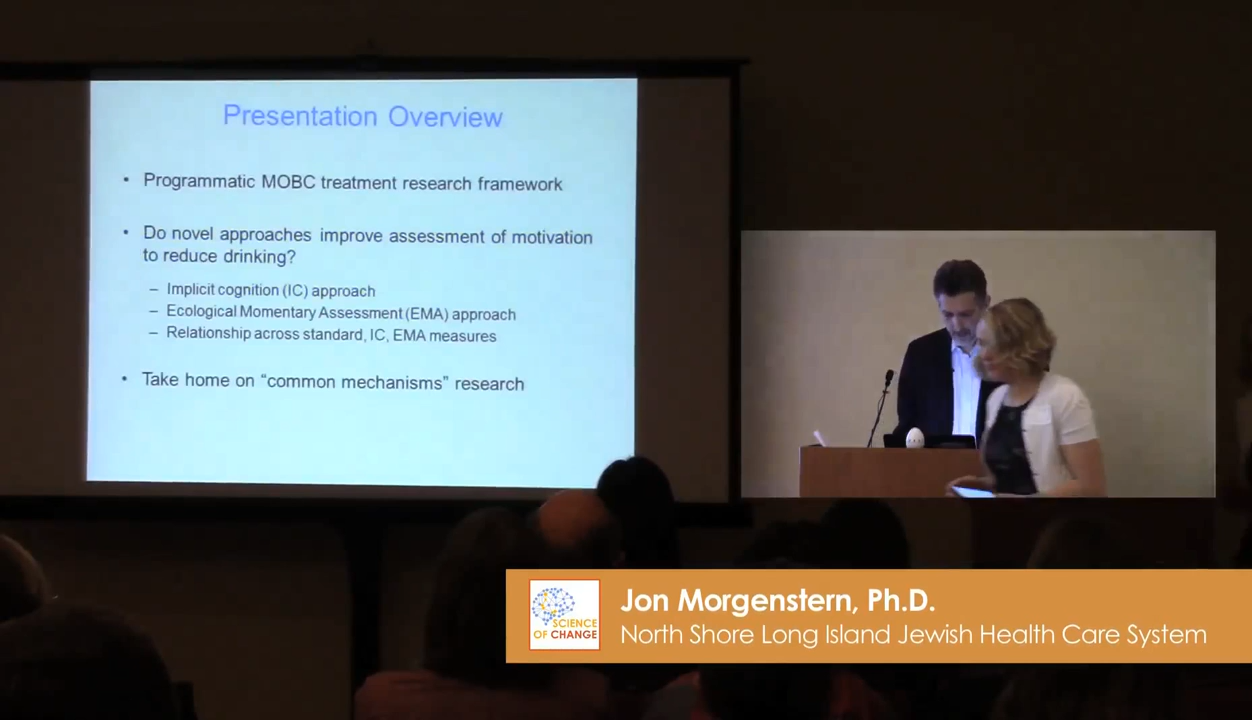 Presentation Overview
• Programmatic MOBC treatment research framework
• Do novel approaches improve assessment of motivation
to reduce drinking?
– Implicit cognition (IC) approach
– Ecological Momentary Assessment (EMA) approach
– Relationship across standard, IC, EMA measures
• Take home on “common mechanisms” research
SCIENCE
OF CHANGE
Jon Morgenstern, Ph.D.
North Shore Long Island Jewish Health Care System